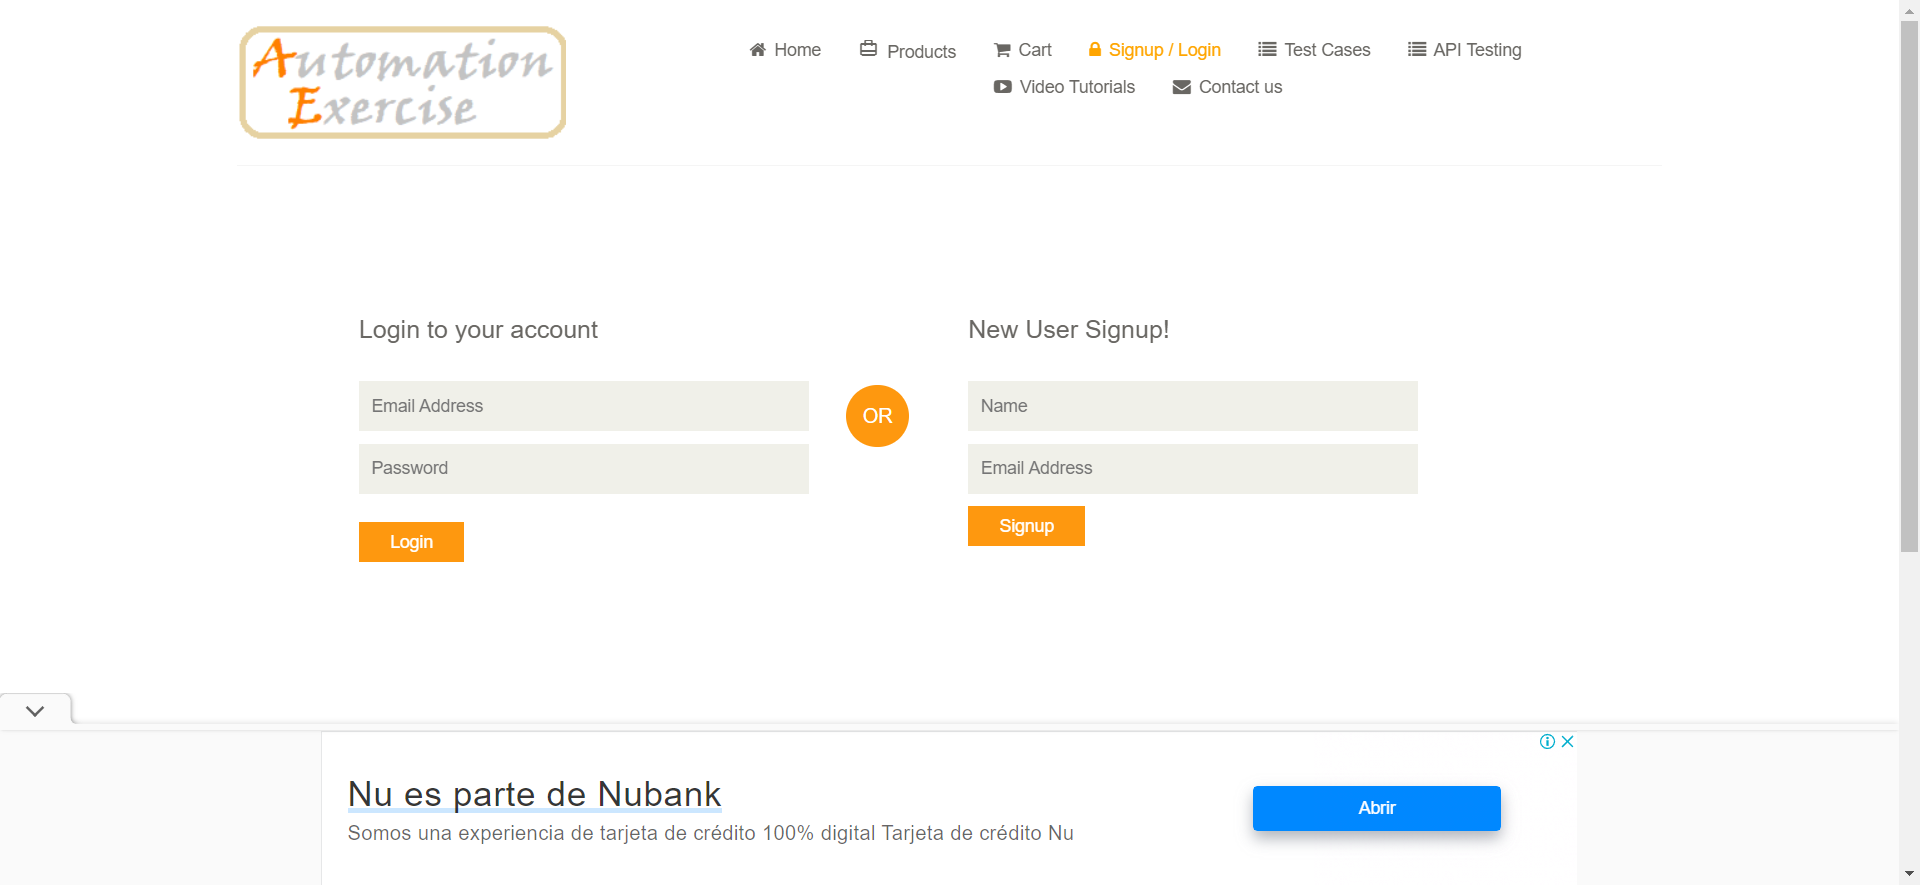 Automation
Exercise
Home
Products
Cart
Signup / Login
Test Cases
API Testing
Video Tutorials
Contact us
Login to your account
Email Address
Password
Login
OR
New User Signup!
Name
Email Address
Signup
Nu es parte de Nubank
Somos una experiencia de tarjeta de crédito 100% digital Tarjeta de crédito Nu
Abrir